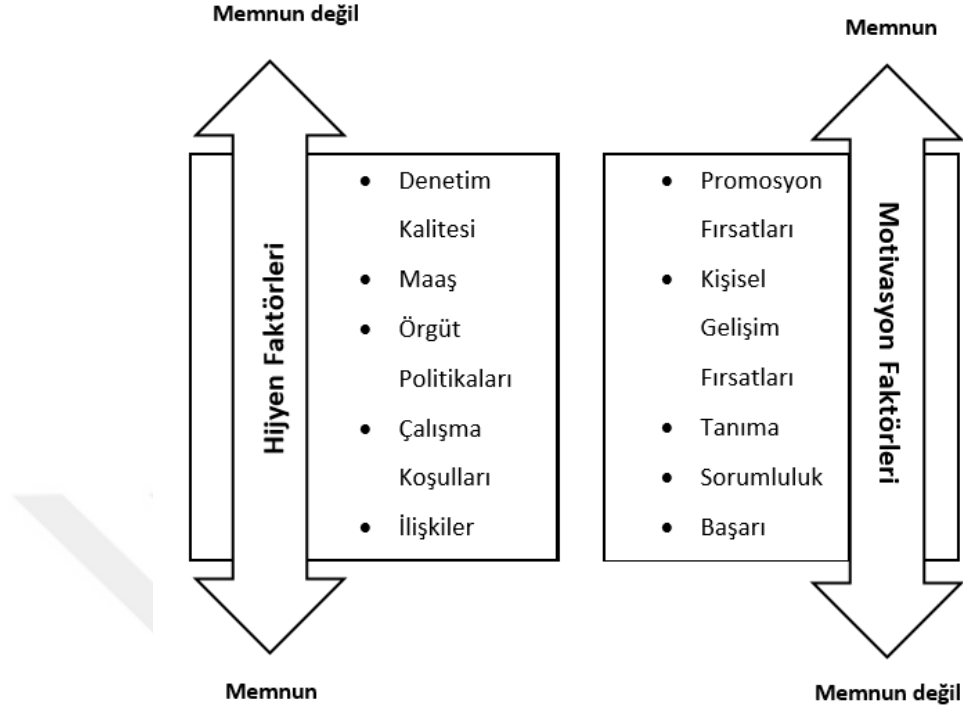 Memnun değil
Hijyen Faktörleri
• Denetim
Kalitesi
• Maaş
• Örgüt
Politikaları
• Çalışma
Koşulları
• İlişkiler
Memnun
Memnun
• Promosyon
Fırsatları
• Kişisel
Gelişim
Fırsatları
• Tanıma
• Sorumluluk
• Başarı
Motivasyon Faktörleri
Memnun değil